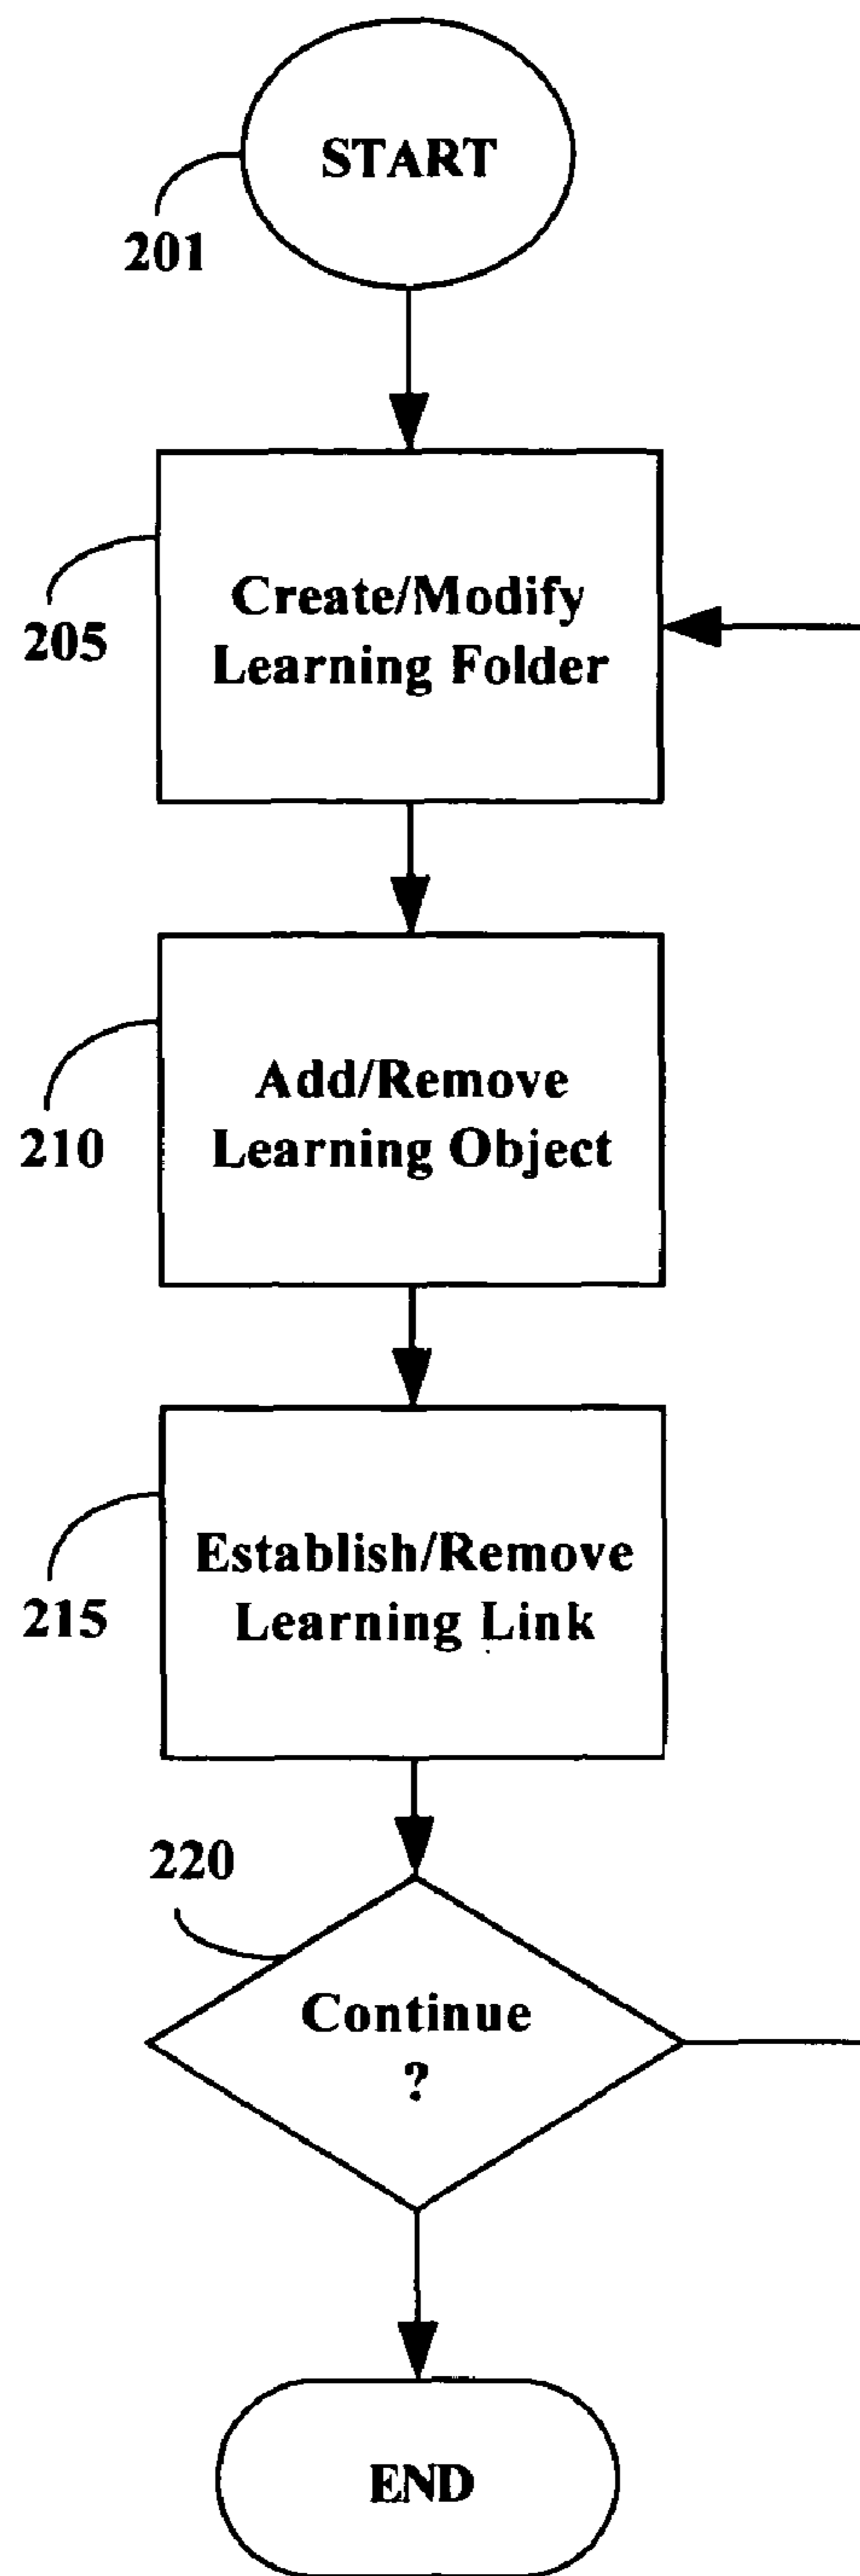 START
201
Create/Modify
Learning Folder
205
Add/Remove
Learning Object
210
Establish/Remove
Learning Link
215
220
Continue
?
END